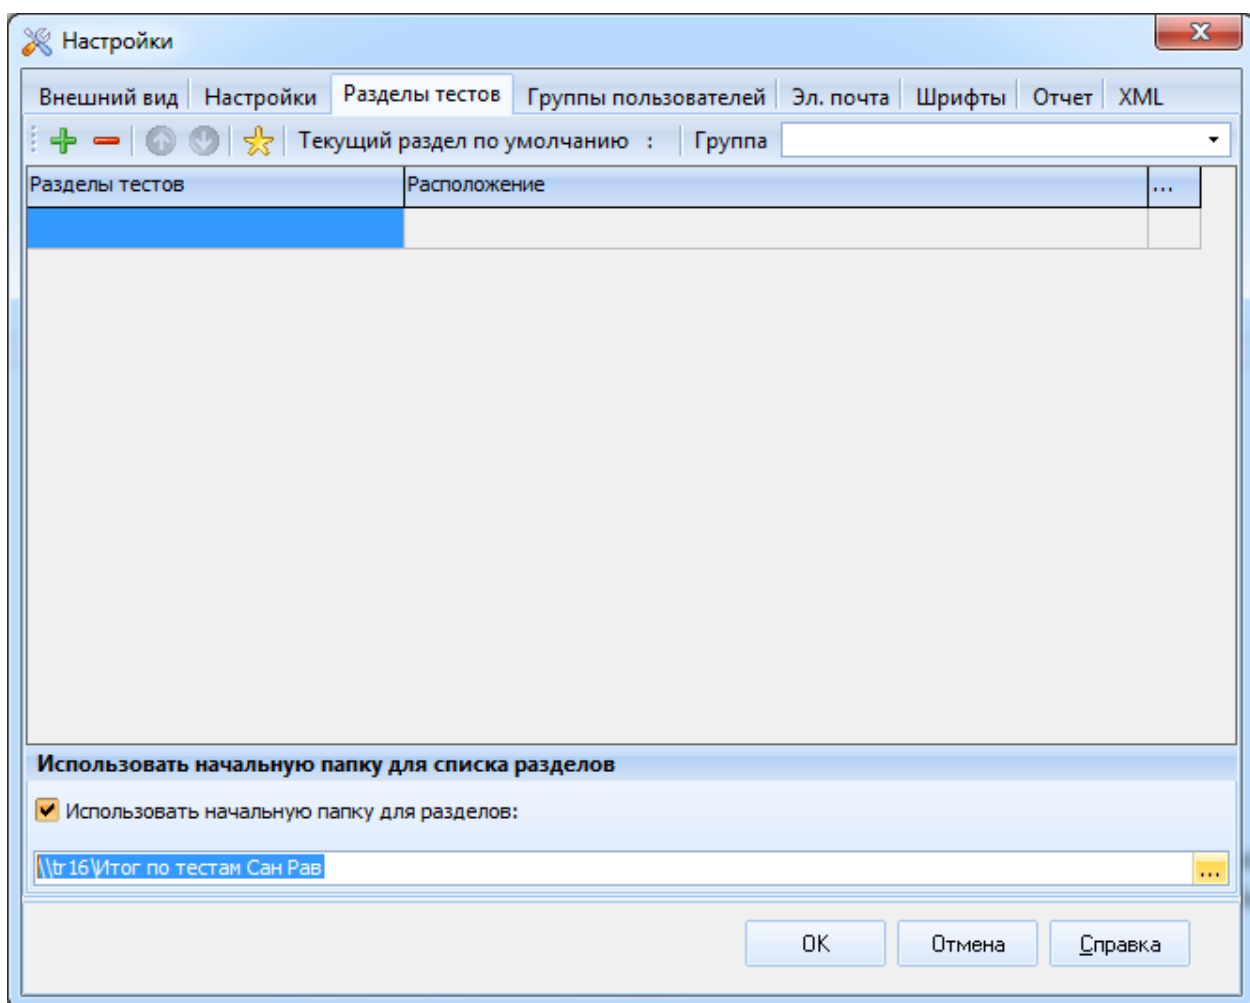 Настройки
Внешний вид Настройки Разделы тестов Группы пользователей Эл. почта Шрифты Отчет XML
Текущий раздел по умолчанию : Группа
Разделы тестов Расположение ...
Использовать начальную папку для списка разделов
Использовать начальную папку для разделов:
\\tr16\Итог по тестам Сан Рав ...
OK Отмена Справка